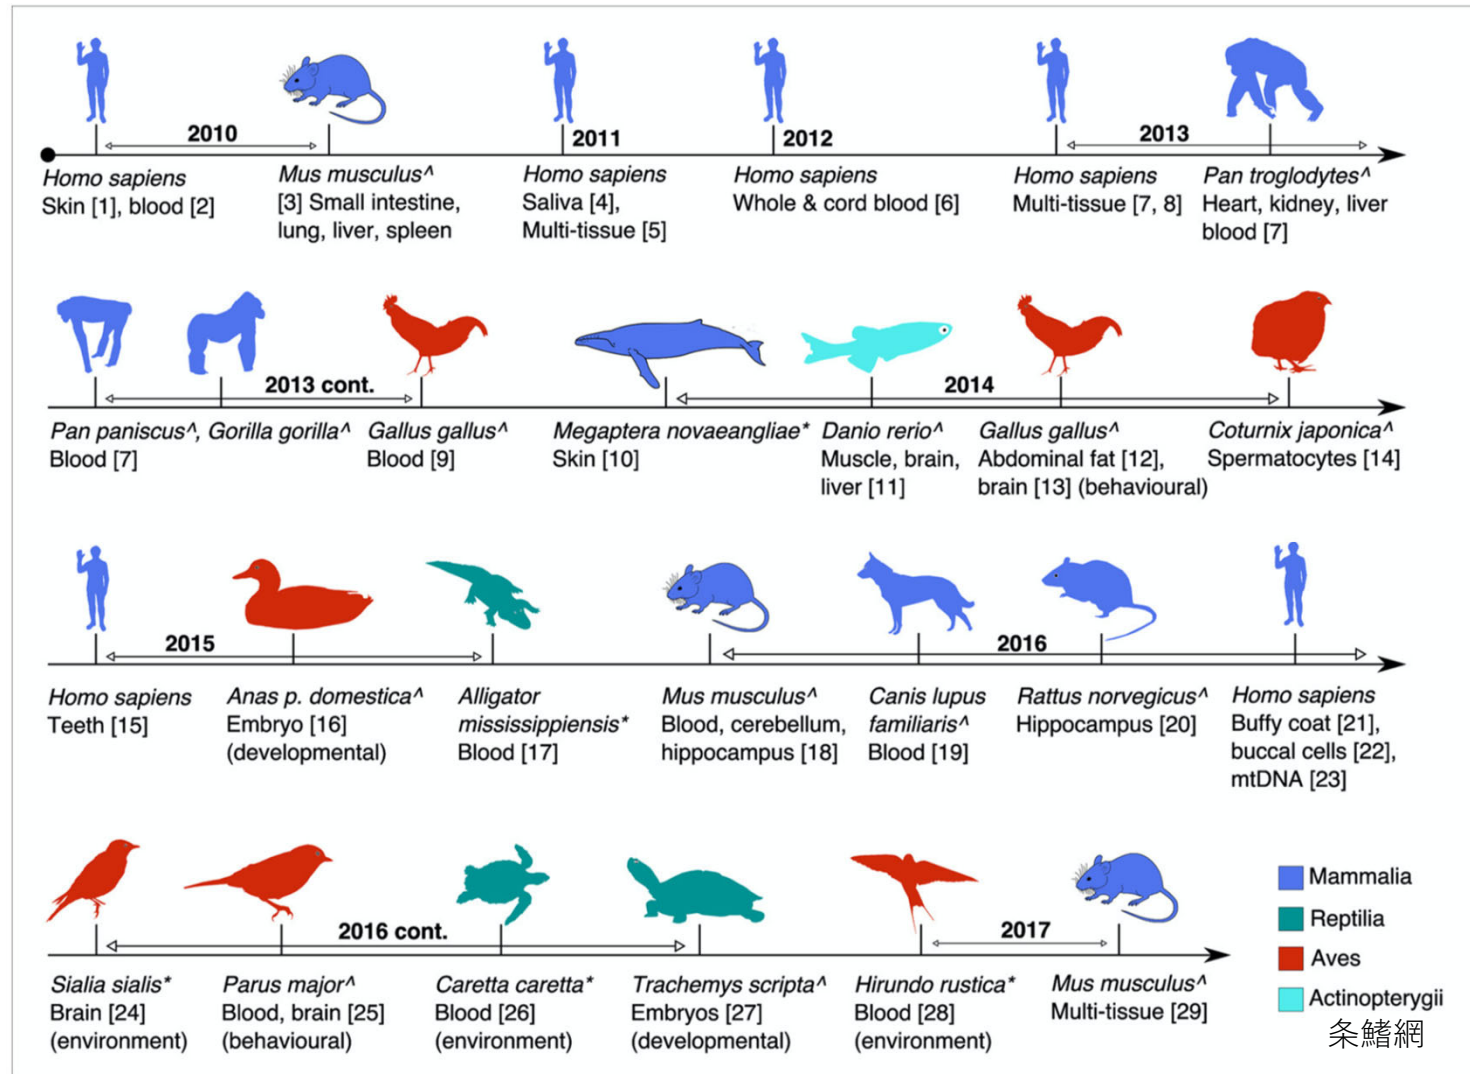 2010
2011
2012
2013
Homo sapiens
Skin [1], blood [2]
Mus musculus^
[3] Small intestine,
lung, liver, spleen
Homo sapiens
Saliva [4],
Multi-tissue [5]
Homo sapiens
Whole & cord blood [6]
Homo sapiens
Multi-tissue [7, 8]
Pan troglodytes^
Heart, kidney, liver
blood [7]
2013 cont.
2014
Pan paniscus^, Gorilla gorilla^
Blood [7]
Gallus gallus^
Blood [9]
Megaptera novaeangliae*
Skin [10]
Danio rerio^
Muscle, brain,
liver [11]
Gallus gallus^
Abdominal fat [12],
brain [13] (behavioural)
Coturnix japonica^
Spermatocytes [14]
2015
2016
Homo sapiens
Teeth [15]
Anas p. domestica^
Embryo [16]
(developmental)
Alligator
mississippiensis*
Blood [17]
Mus musculus^
Blood, cerebellum,
hippocampus [18]
Canis lupus
familiaris^
Blood [19]
Rattus norvegicus^
Hippocampus [20]
Homo sapiens
Buffy coat [21],
buccal cells [22],
mtDNA [23]
2016 cont.
2017
Sialia sialis*
Brain [24]
(environment)
Parus major^
Blood, brain [25]
(behavioural)
Caretta caretta*
Blood [26]
(environment)
Trachemys scripta^
Embryos [27]
(developmental)
Hirundo rustica*
Blood [28]
(environment)
Mus musculus^
Multi-tissue [29]
Mammalia
Reptilia
Aves
Actinopterygii
条鰭網